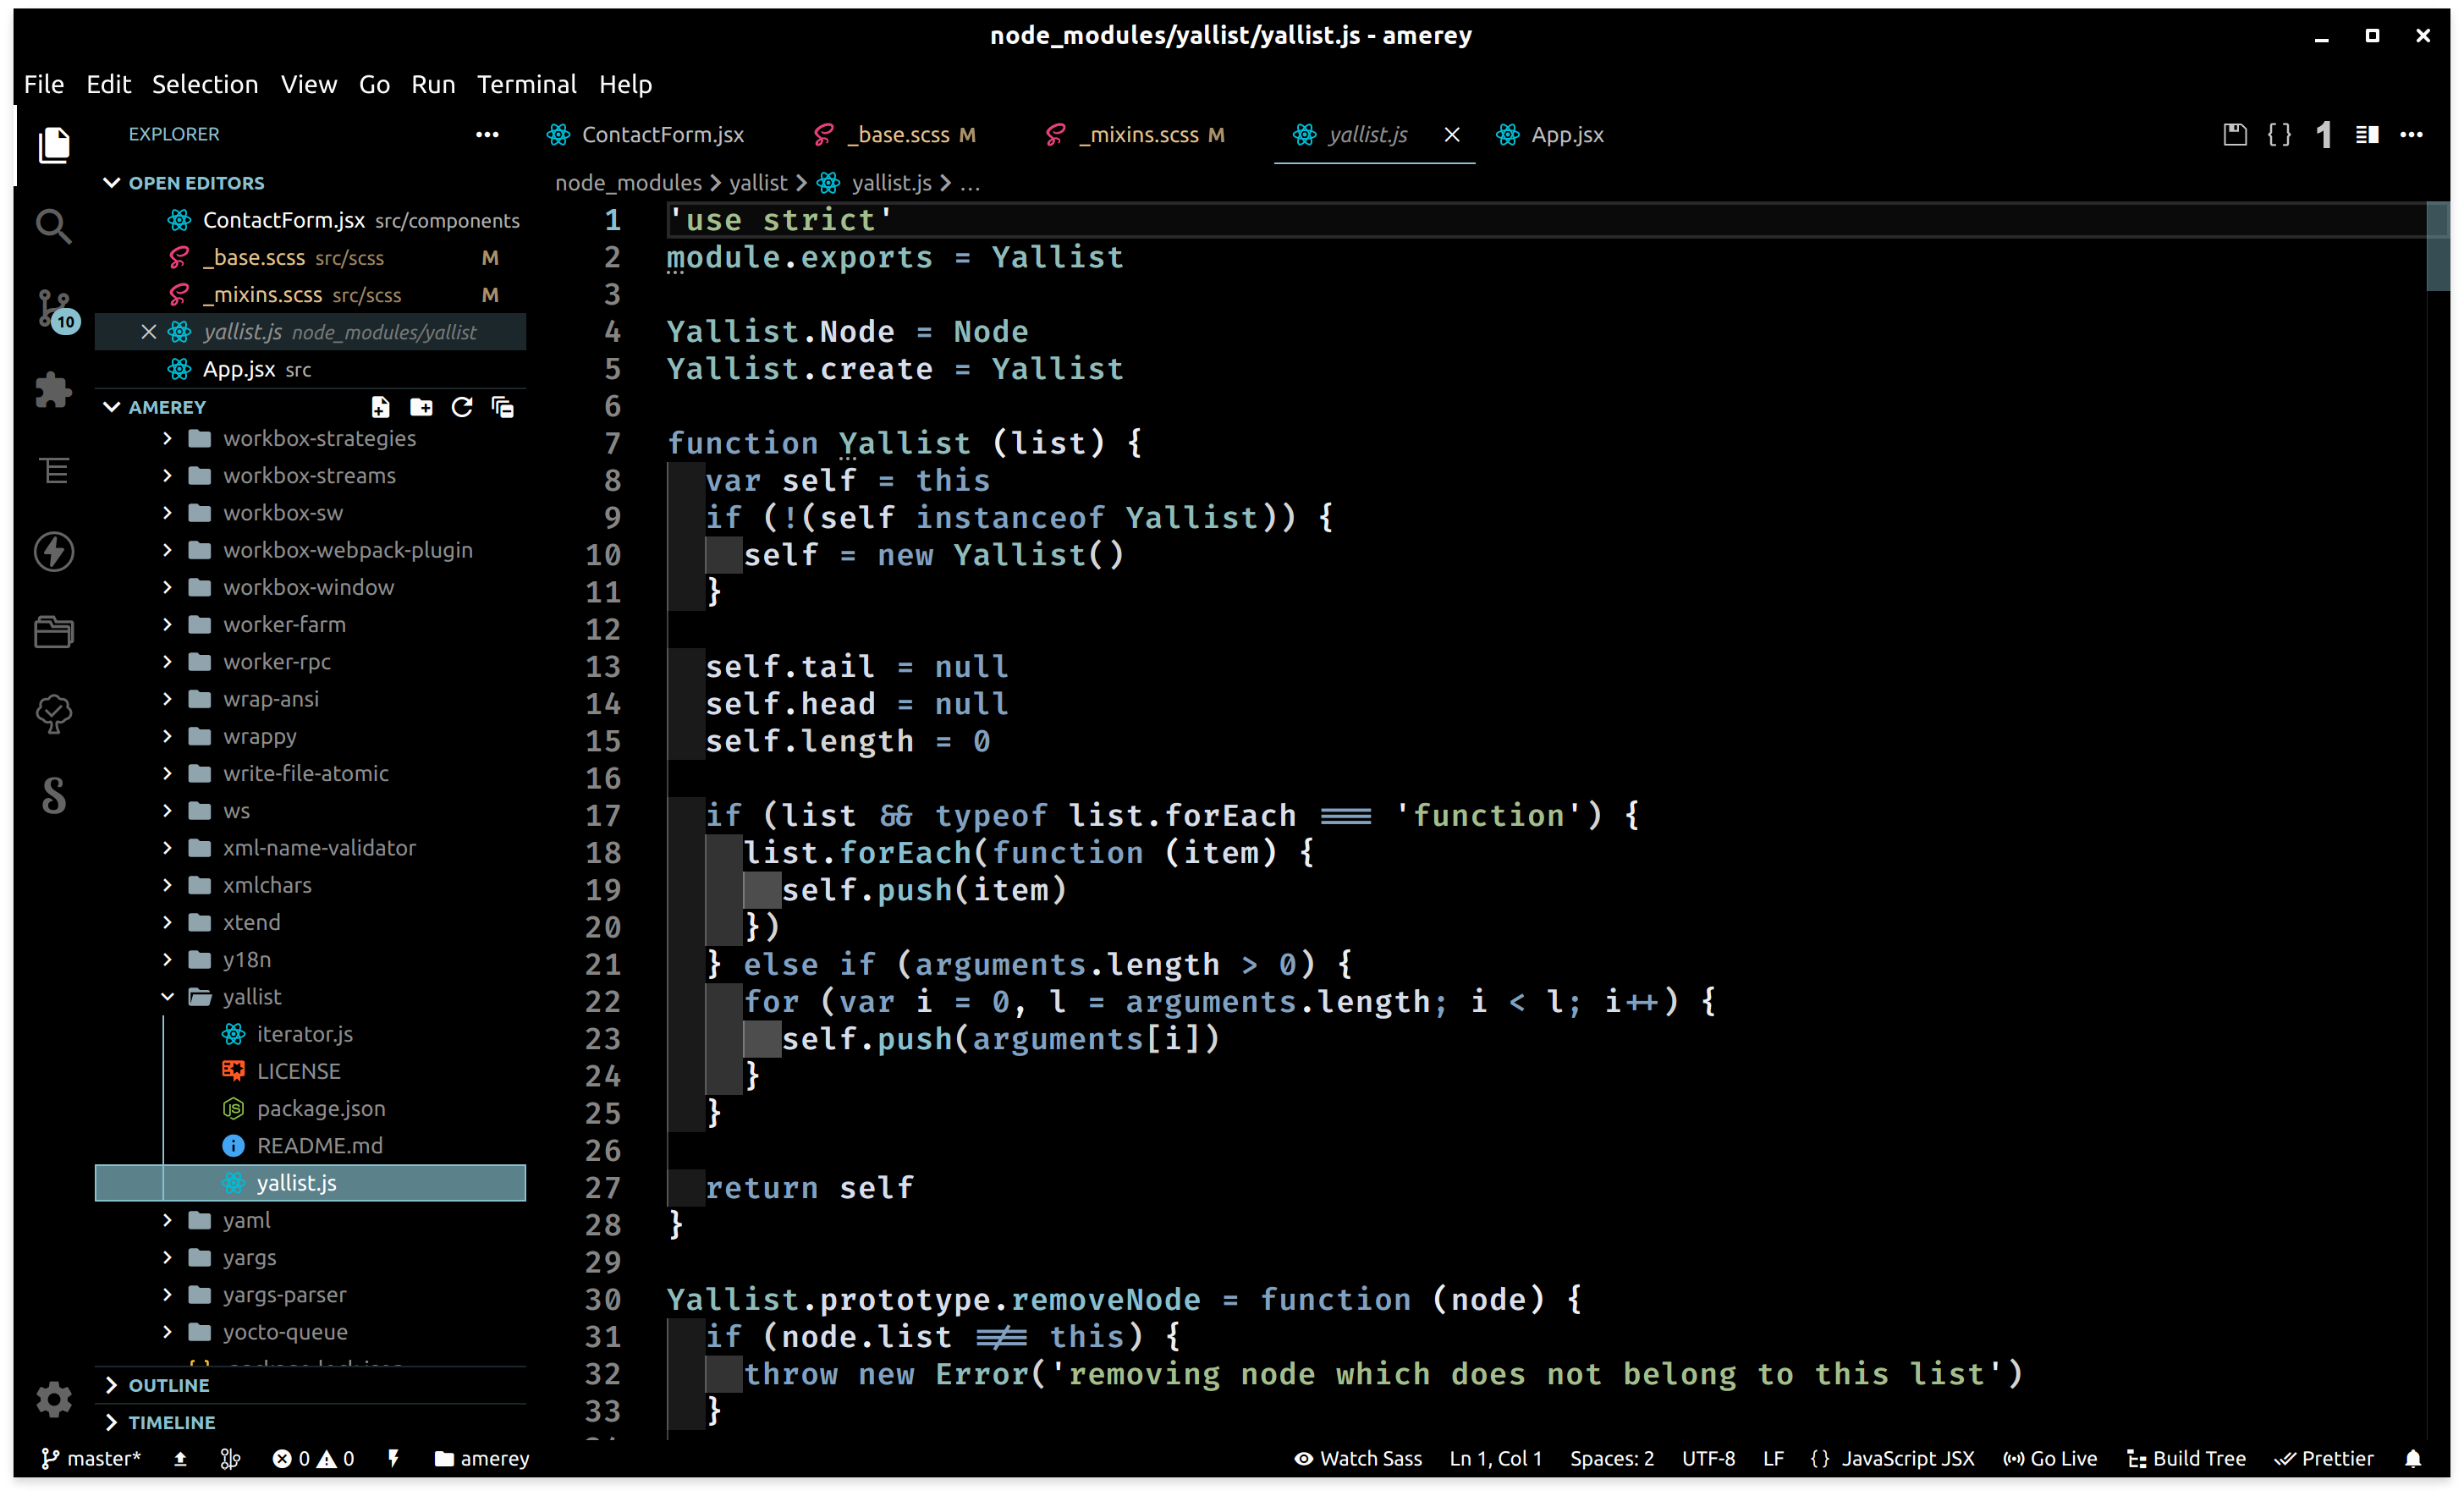 node_modules/yallist/yallist.js - amerey
File Edit Selection View Go Run Terminal Help
EXPLORER
OPEN EDITORS
ContactForm.jsx src/components
_base.scss src/scss M
_mixins.scss src/scss M
yallist.js node_modules/yallist
App.jsx src
10
AMEREY
workbox-strategies
workbox-streams
workbox-sw
workbox-webpack-plugin
workbox-window
worker-farm
worker-rpc
wrap-ansi
wrappy
write-file-atomic
ws
xml-name-validator
xmlchars
xtend
y18n
yallist
iterator.js
LICENSE
package.json
README.md
yallist.js
yaml
yargs
yargs-parser
yocto-queue
OUTLINE
TIMELINE
ContactForm.jsx _base.scss M _mixins.scss M yallist.js App.jsx
node_modules > yallist > yallist.js > ...
1 'use strict'
2 module.exports = Yallist
3
4 Yallist.Node = Node
5 Yallist.create = Yallist
6
7 function Yallist (list) {
8 var self = this
9 if (!(self instanceof Yallist)) {
10 self = new Yallist()
11 }
12
13 self.tail = null
14 self.head = null
15 self.length = 0
16
17 if (list && typeof list.forEach === 'function') {
18 list.forEach(function (item) {
19 self.push(item)
20 })
21 } else if (arguments.length > 0) {
22 for (var i = 0, l = arguments.length; i < l; i++) {
23 self.push(arguments[i])
24 }
25 }
26
27 return self
28 }
29
30 Yallist.prototype.removeNode = function (node) {
31 if (node.list !== this) {
32 throw new Error('removing node which does not belong to this list')
33 }
master* 0 0 amerey Watch Sass Ln 1, Col 1 Spaces: 2 UTF-8 LF {} JavaScript JSX Go Live Build Tree Prettier